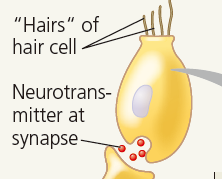 “Hairs” of
hair cell
Neurotrans-
mitter at
synapse